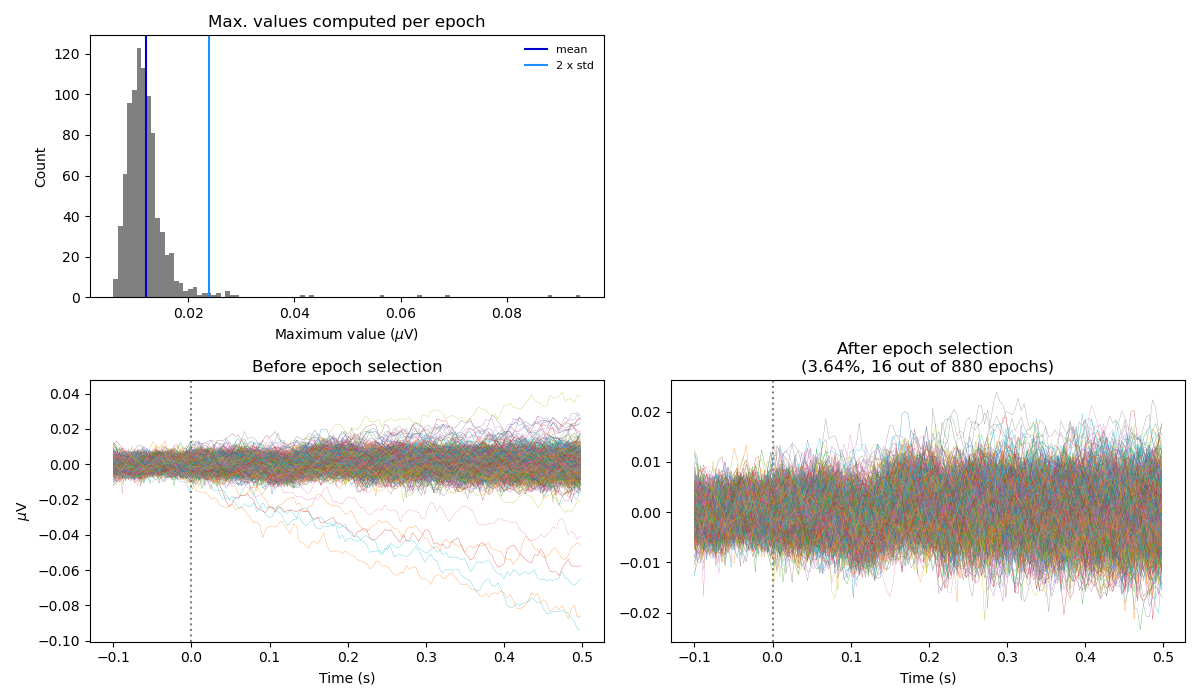 Max. values computed per epoch
mean
2 x std
Count
120
100
80
60
40
20
0
0.02 0.04 0.06 0.08
Maximum value (μV)
Before epoch selection
μV
0.04
0.02
0.00
−0.02
−0.04
−0.06
−0.08
−0.10
−0.1 0.0 0.1 0.2 0.3 0.4 0.5
Time (s)
After epoch selection
(3.64%, 16 out of 880 epochs)
0.02
0.01
0.00
−0.01
−0.02
−0.1 0.0 0.1 0.2 0.3 0.4 0.5
Time (s)